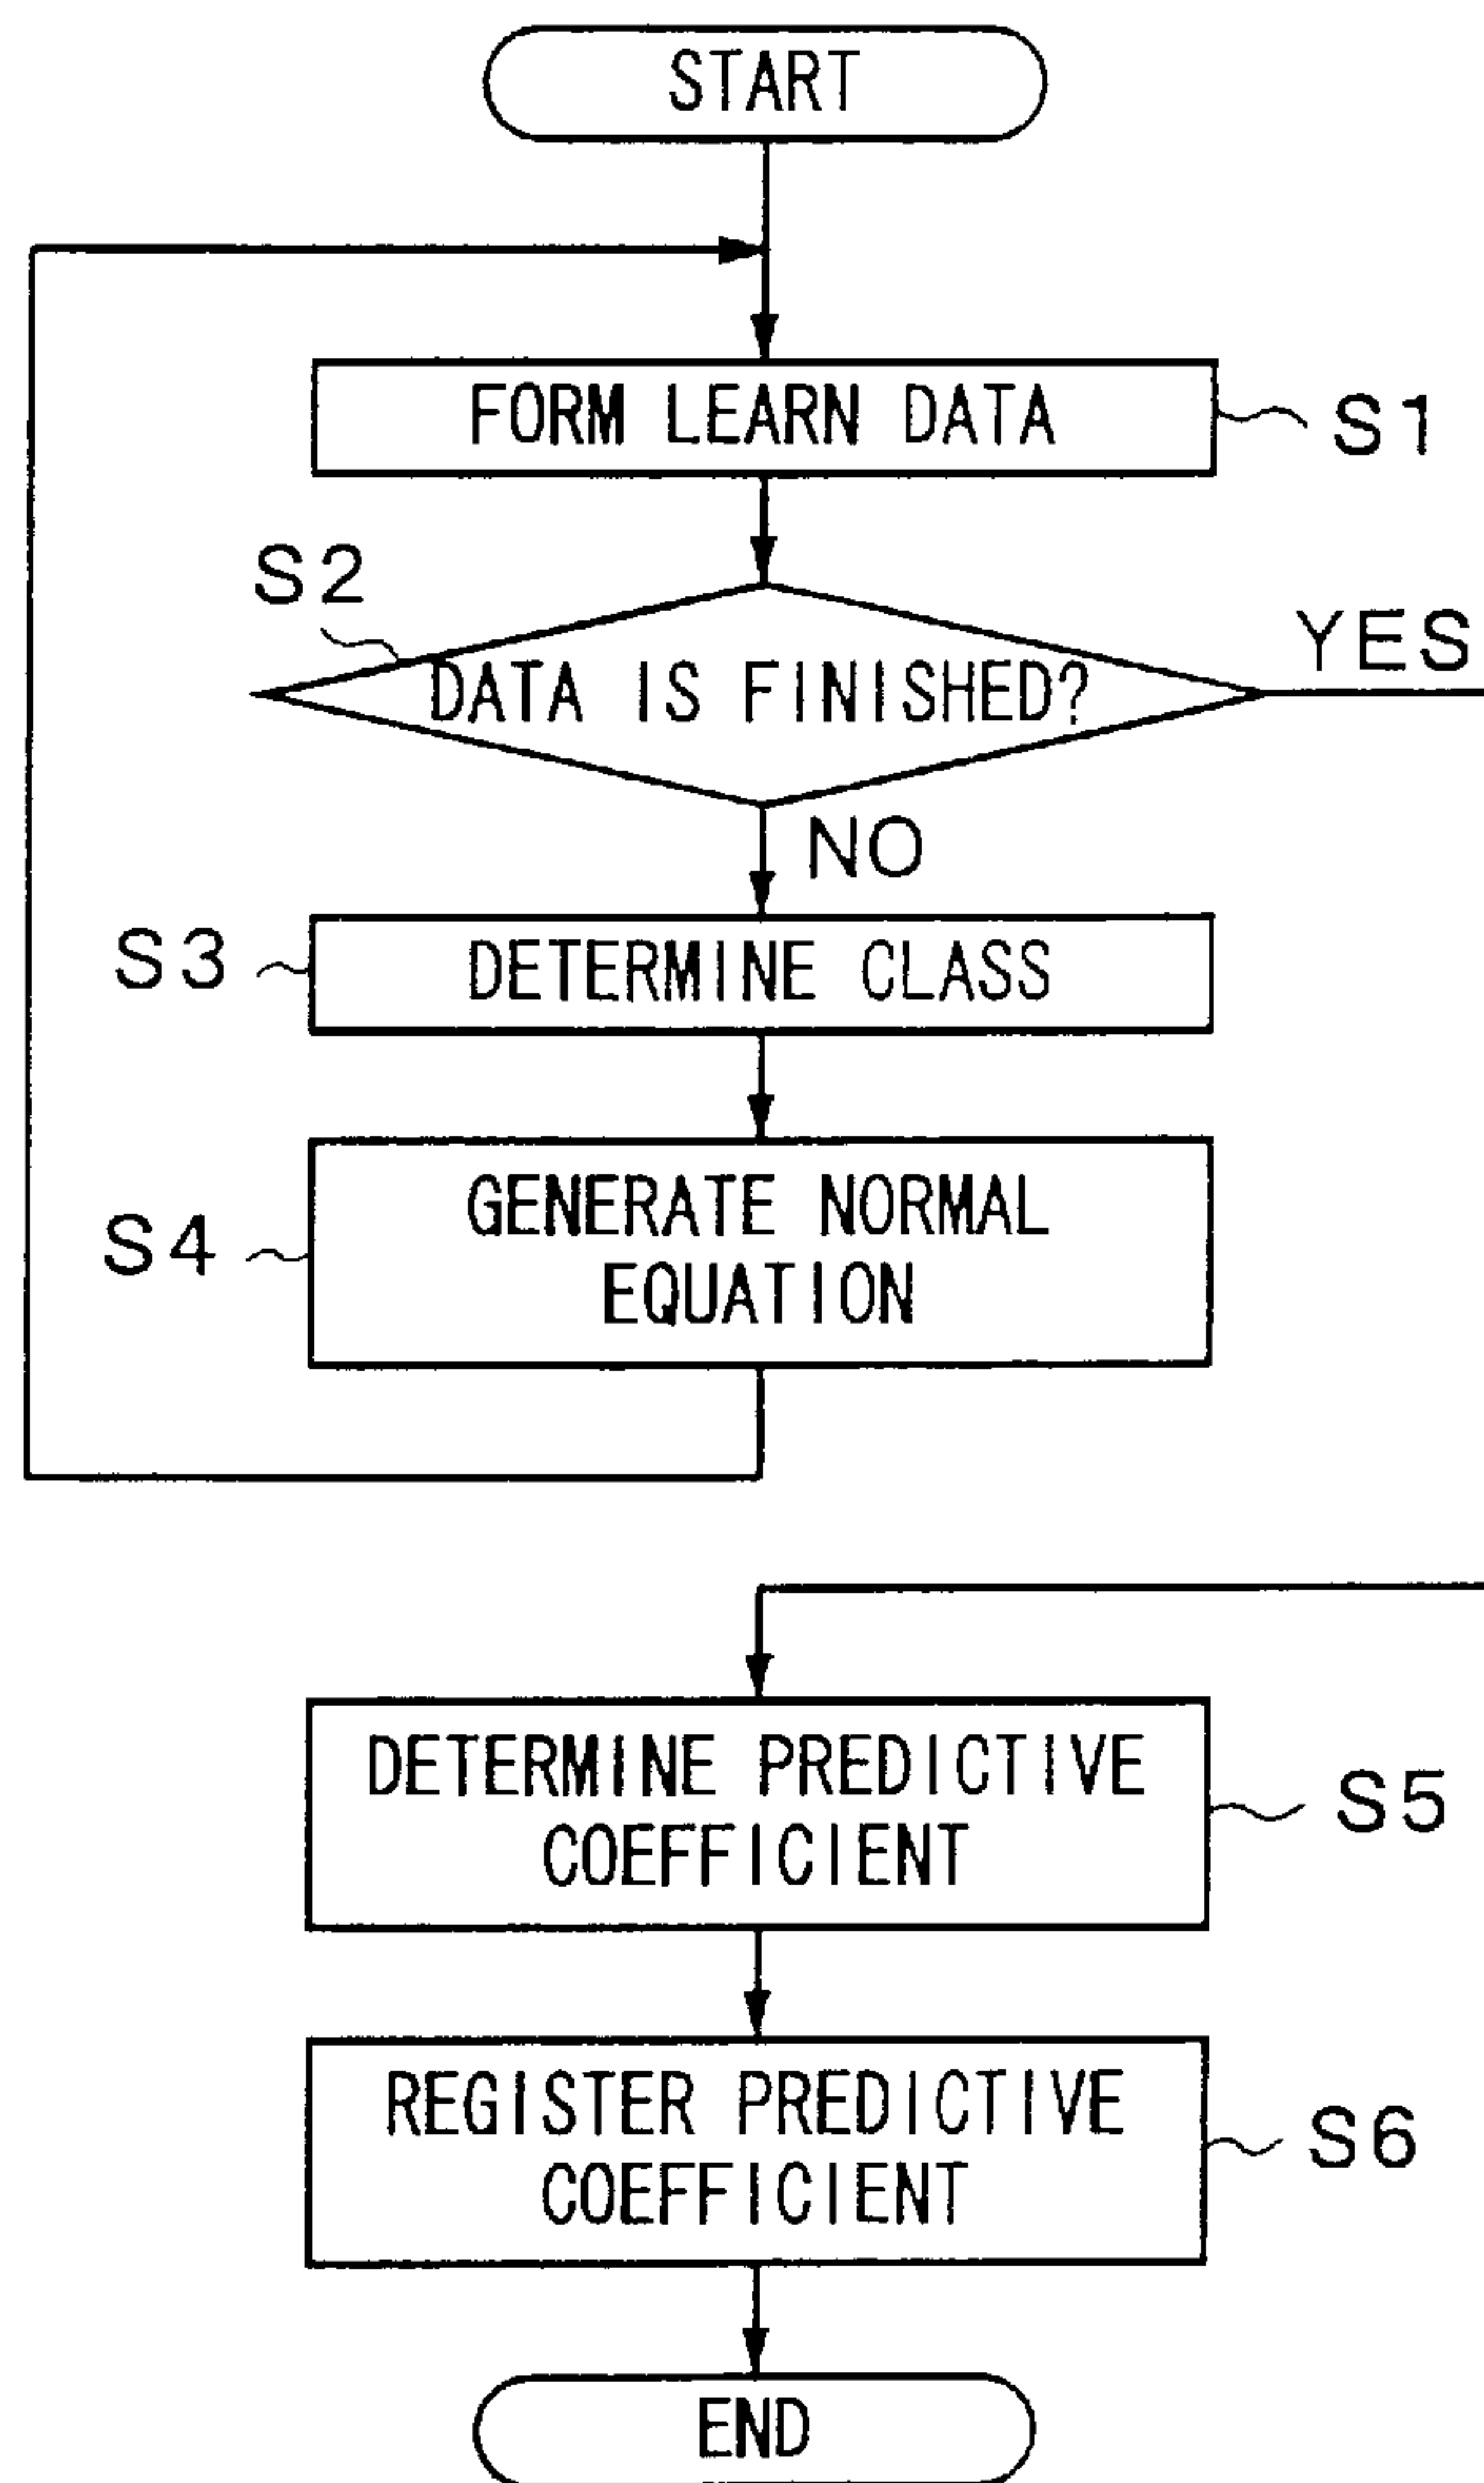 START
FORM LEARN DATA
S1
S2
YES
DATA IS FINISHED?
NO
S3
DETERMINE CLASS
GENERATE NORMAL
S4
EQUATION
DETERMINE PREDICTIVE
S5
COEFFICIENT
REGISTER PREDICTIVE
S6
COEFFICIENT
END